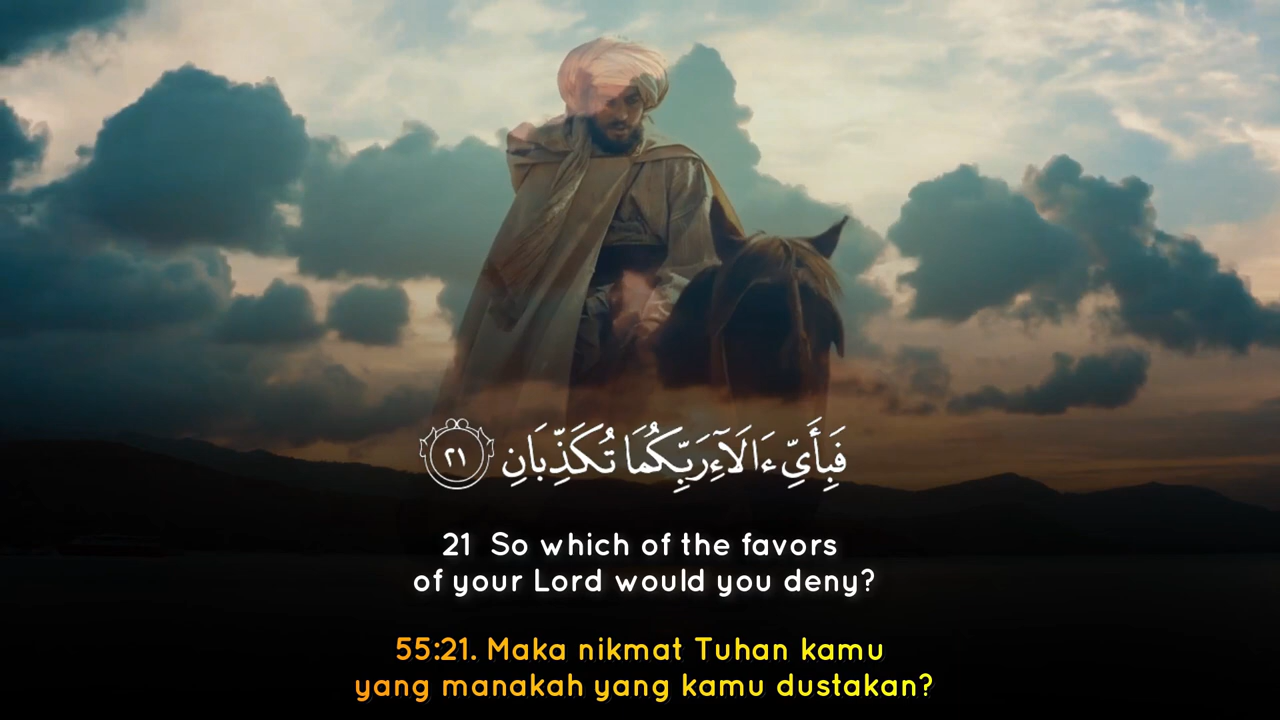 فَبِأَيِّ ءَالَآءِ رَبِّكُمَا تُكَذِّبَانِ ٢١
21 So which of the favors
of your Lord would you deny?
55:21. Maka nikmat Tuhan kamu
yang manakah yang kamu dustakan?